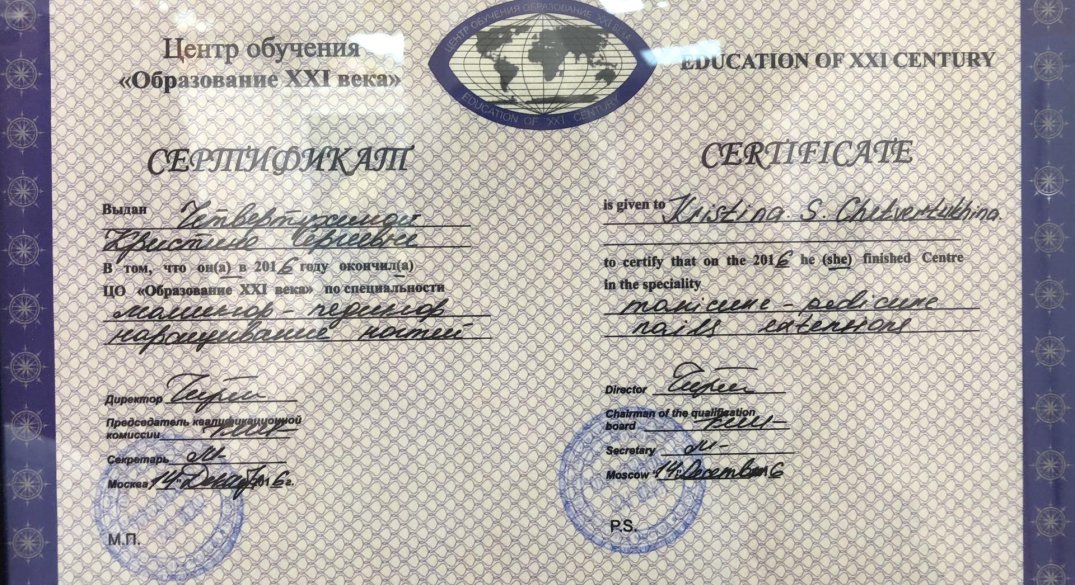 ЦЕНТР ОБУЧЕНИЯ ОБРАЗОВАНИЕ XXI ВЕКА
EDUCATION OF XXI CENTURY
Центр обучения
«Образование XXI века»
СЕРТИФИКАТ
Выдан Четвертухиной
Кристине Сергеевне
В том, что он(а) в 2016 году окончил(а)
ЦО «Образование XXI века» по специальности
маникюр - педикюр
наращивание ногтей
Директор
Председатель квалификационной
комиссии
Секретарь
Москва 14 Декабр 2016 г.
М.П.
EDUCATION OF XXI CENTURY
CERTIFICATE
is given to Kristina. S. Chetvertukhina.
to certify that on the 2016 he (she) finished Centre
in the speciality
manicure - pedicure
nails extensions
Director
Chairman of the qualification
board
Secretary
Moscow 14 December 2016
P.S.